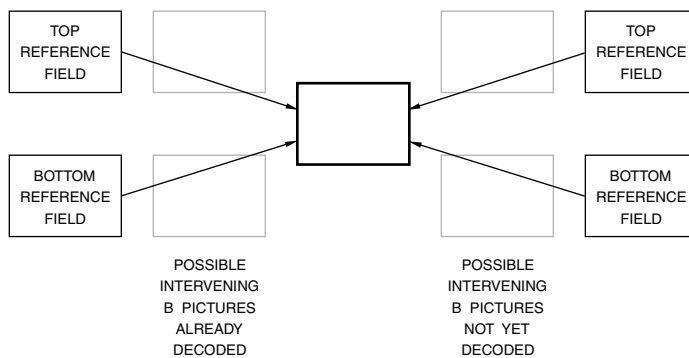 TOP
REFERENCE
FIELD
TOP
REFERENCE
FIELD
BOTTOM
REFERENCE
FIELD
BOTTOM
REFERENCE
FIELD
POSSIBLE
INTERVENING
B PICTURES
ALREADY
DECODED
POSSIBLE
INTERVENING
B PICTURES
NOT YET
DECODED